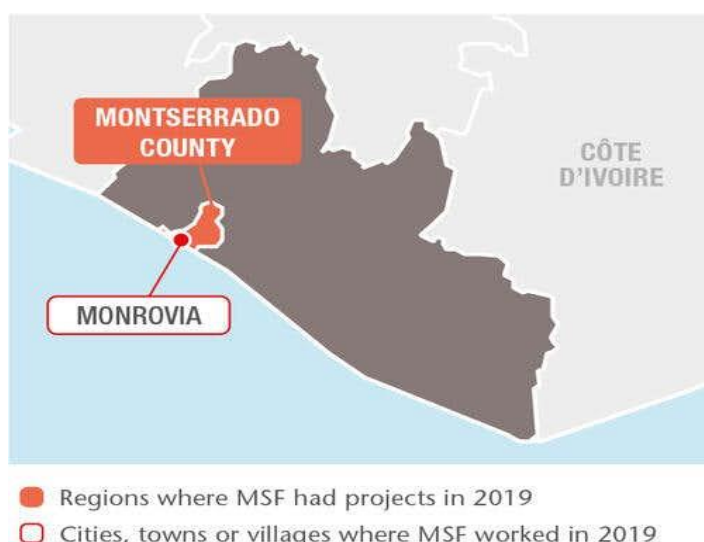 MONTSERRADO
COUNTY
CÔTE
D'IVOIRE
MONROVIA
Regions where MSF had projects in 2019
Cities, towns or villages where MSF worked in 2019